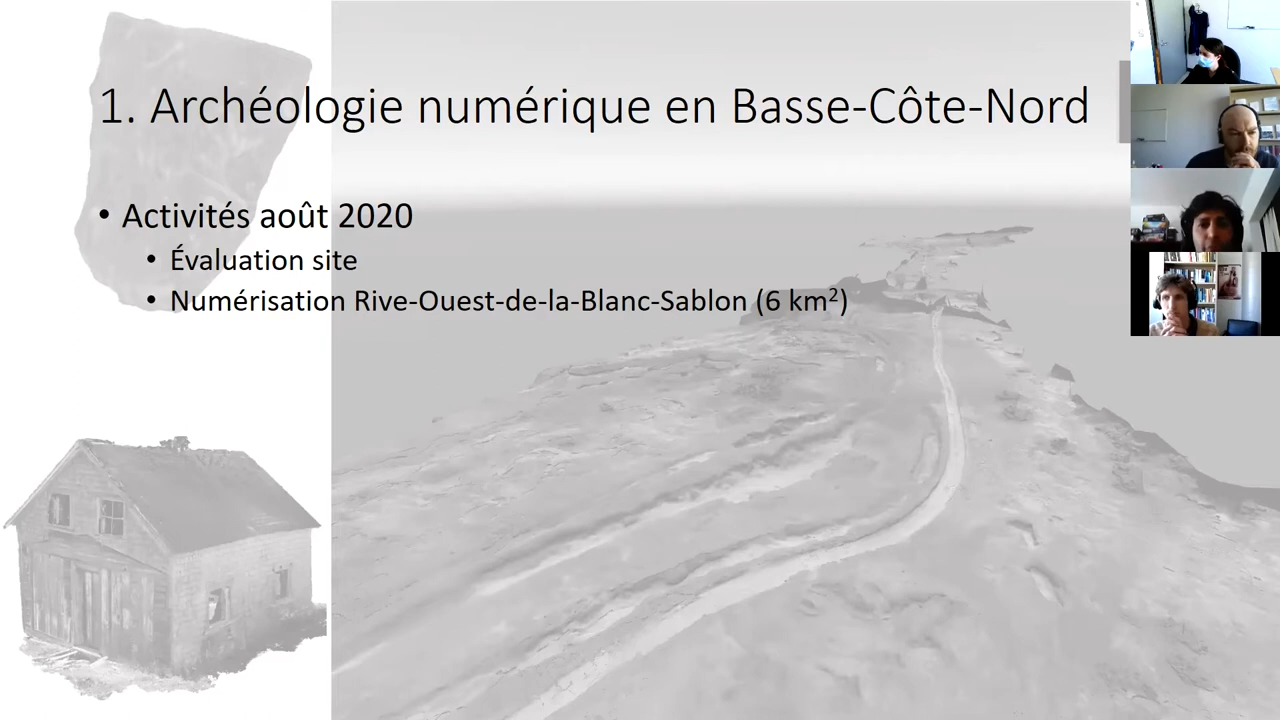 1. Archéologie numérique en Basse-Côte-Nord
• Activités août 2020
• Évaluation site
• Numérisation Rive-Ouest-de-la-Blanc-Sablon (6 km²)